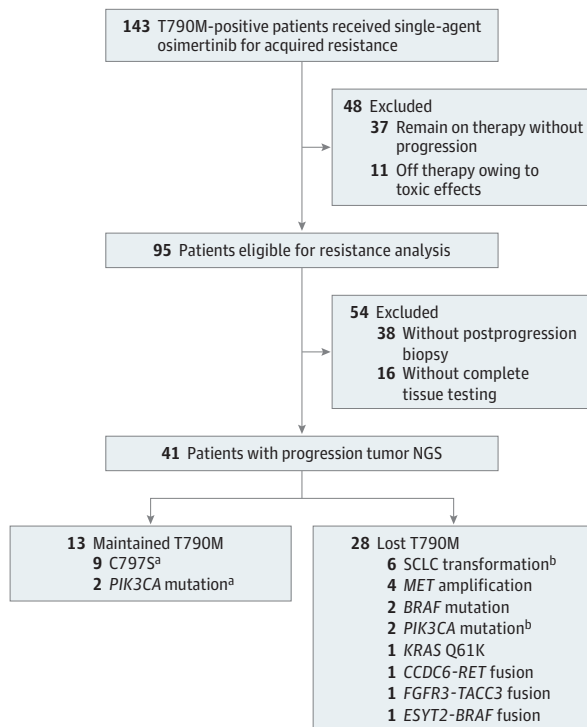 143 T790M-positive patients received single-agent
osimertinib for acquired resistance
48 Excluded
37 Remain on therapy without
progression
11 Off therapy owing to
toxic effects
95 Patients eligible for resistance analysis
54 Excluded
38 Without postprogression
biopsy
16 Without complete
tissue testing
41 Patients with progression tumor NGS
13 Maintained T790M
9 C797Sa
2 PIK3CA mutationa
28 Lost T790M
6 SCLC transformationb
4 MET amplification
2 BRAF mutation
2 PIK3CA mutationb
1 KRAS Q61K
1 CCDC6-RET fusion
1 FGFR3-TACC3 fusion
1 ESYT2-BRAF fusion